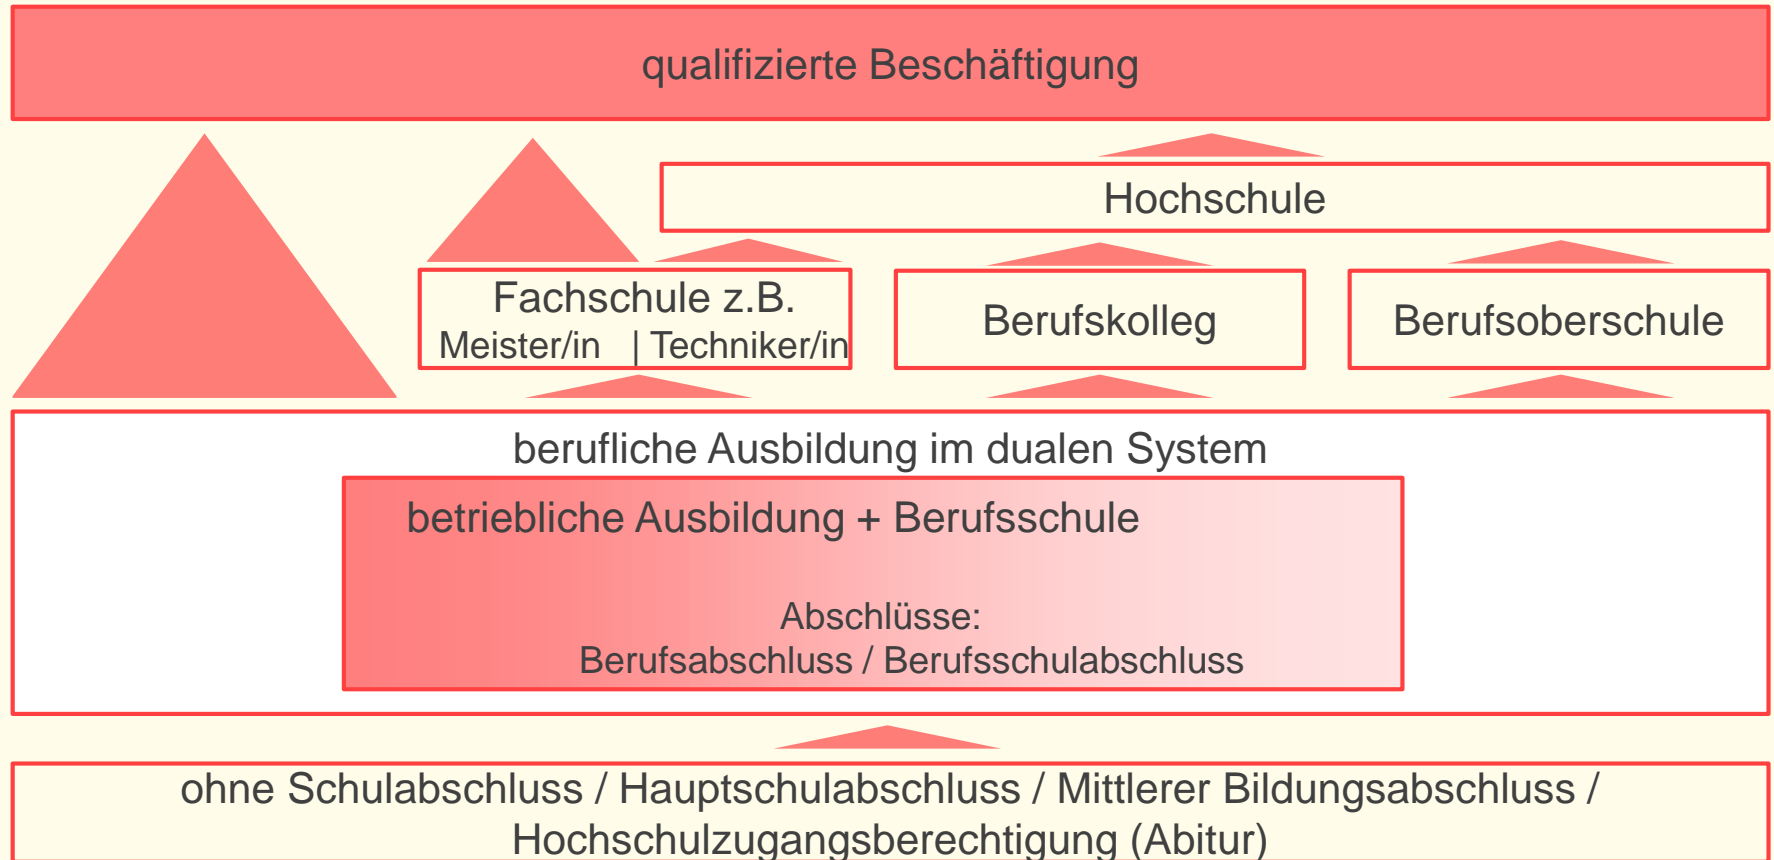 qualifizierte Beschäftigung
Hochschule
Fachschule z.B.
Meister/in | Techniker/in
Berufskolleg
Berufsoberschule
berufliche Ausbildung im dualen System
betriebliche Ausbildung + Berufsschule
Abschlüsse:
Berufsabschluss / Berufsschulabschluss
ohne Schulabschluss / Hauptschulabschluss / Mittlerer Bildungsabschluss /
Hochschulzugangsberechtigung (Abitur)